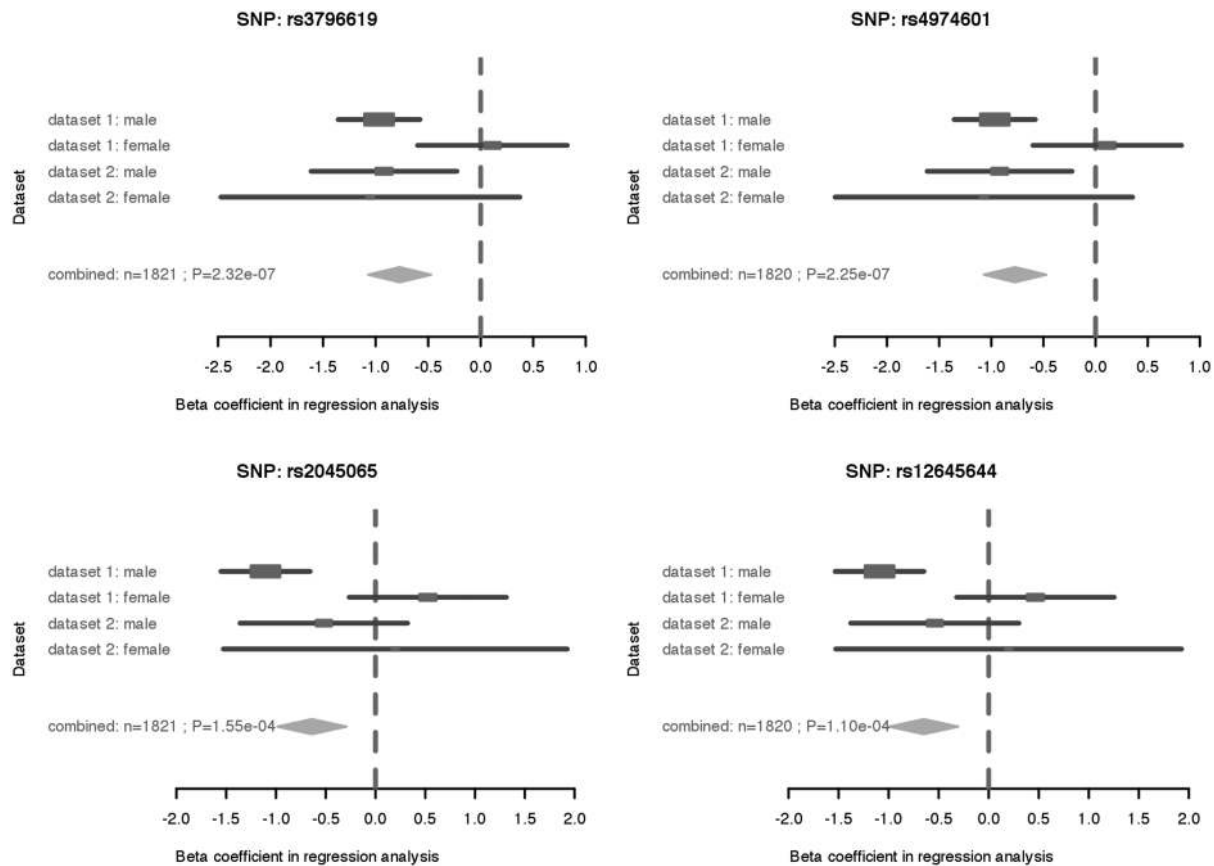 SNP: rs3796619
Dataset
dataset 1: male
dataset 1: female
dataset 2: male
dataset 2: female
combined: n=1821 ; P=2.32e-07
-2.5 -2.0 -1.5 -1.0 -0.5 0.0 0.5 1.0
Beta coefficient in regression analysis
SNP: rs4974601
Dataset
dataset 1: male
dataset 1: female
dataset 2: male
dataset 2: female
combined: n=1820 ; P=2.25e-07
-2.5 -2.0 -1.5 -1.0 -0.5 0.0 0.5 1.0
Beta coefficient in regression analysis
SNP: rs2045065
Dataset
dataset 1: male
dataset 1: female
dataset 2: male
dataset 2: female
combined: n=1821 ; P=1.55e-04
-2.0 -1.5 -1.0 -0.5 0.0 0.5 1.0 1.5 2.0
Beta coefficient in regression analysis
SNP: rs12645644
Dataset
dataset 1: male
dataset 1: female
dataset 2: male
dataset 2: female
combined: n=1820 ; P=1.10e-04
-2.0 -1.5 -1.0 -0.5 0.0 0.5 1.0 1.5 2.0
Beta coefficient in regression analysis